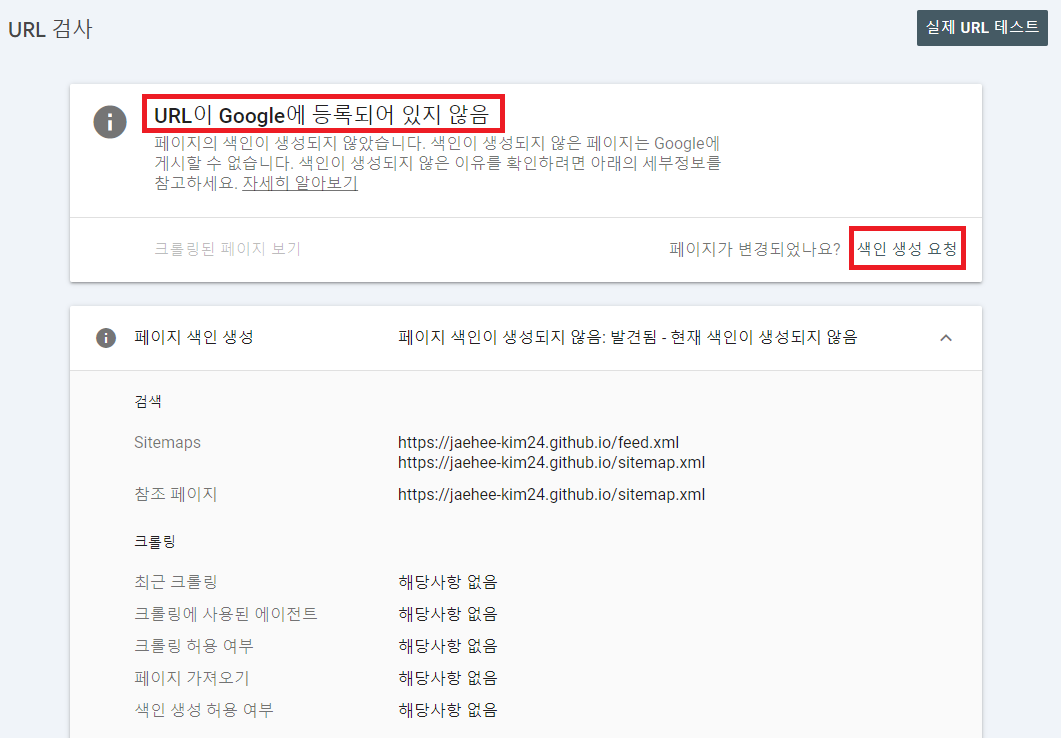 URL 검사
실제 URL 테스트
URL이 Google에 등록되어 있지 않음
페이지의 색인이 생성되지 않았습니다. 색인이 생성되지 않은 페이지는 Google에
게시할 수 없습니다. 색인이 생성되지 않은 이유를 확인하려면 아래의 세부정보를
참고하세요. 자세히 알아보기
크롤링된 페이지 보기
페이지가 변경되었나요? 색인 생성 요청
페이지 색인 생성
페이지 색인이 생성되지 않음: 발견됨 - 현재 색인이 생성되지 않음
검색
Sitemaps
https://jaehee-kim24.github.io/feed.xml
https://jaehee-kim24.github.io/sitemap.xml
참조 페이지
https://jaehee-kim24.github.io/sitemap.xml
크롤링
최근 크롤링
해당사항 없음
크롤링에 사용된 에이전트
해당사항 없음
크롤링 허용 여부
해당사항 없음
페이지 가져오기
해당사항 없음
색인 생성 허용 여부
해당사항 없음